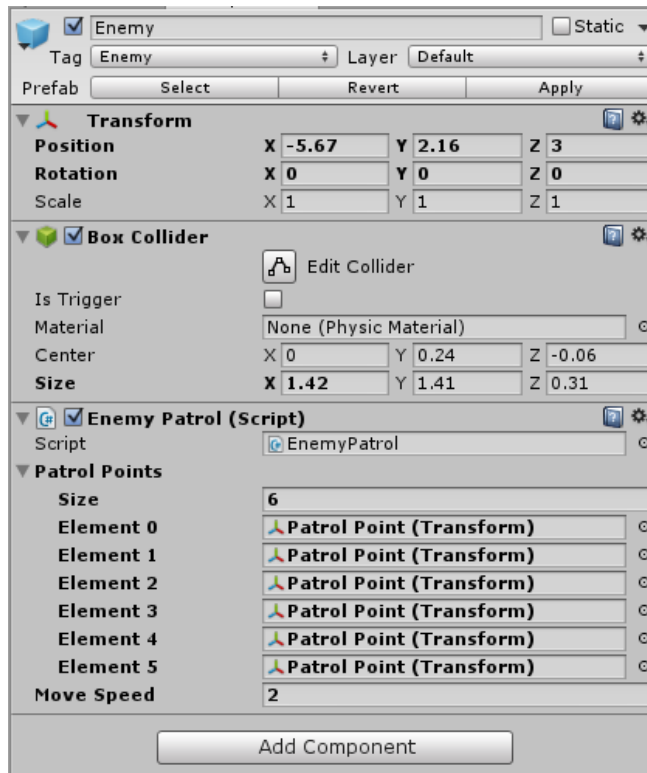 Enemy Static
Tag Enemy Layer Default
Prefab Select Revert Apply
Transform
Position X -5.67 Y 2.16 Z 3
Rotation X 0 Y 0 Z 0
Scale X 1 Y 1 Z 1
Box Collider
Edit Collider
Is Trigger
Material None (Physic Material)
Center X 0 Y 0.24 Z -0.06
Size X 1.42 Y 1.41 Z 0.31
Enemy Patrol (Script)
Script EnemyPatrol
Patrol Points
Size 6
Element 0 Patrol Point (Transform)
Element 1 Patrol Point (Transform)
Element 2 Patrol Point (Transform)
Element 3 Patrol Point (Transform)
Element 4 Patrol Point (Transform)
Element 5 Patrol Point (Transform)
Move Speed 2
Add Component